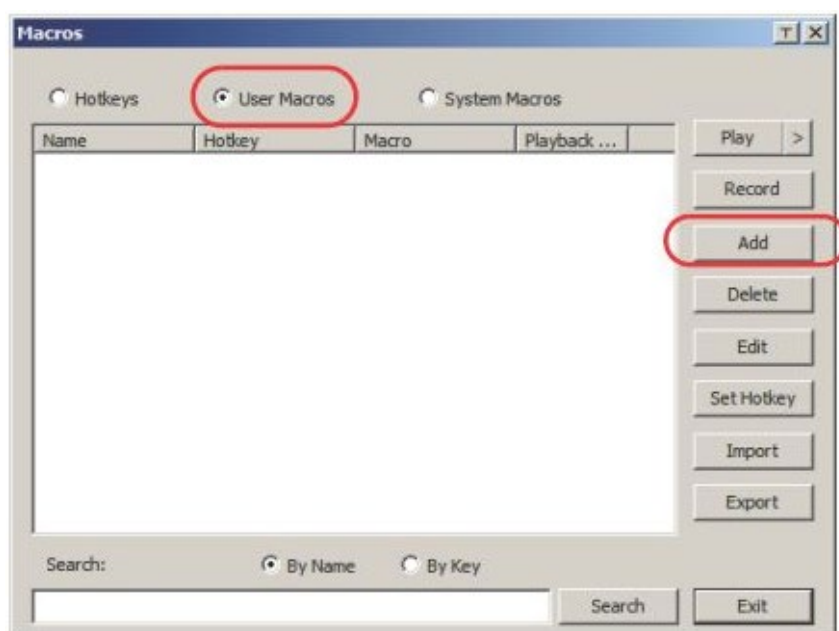 Macros
Hotkeys User Macros System Macros
Name Hotkey Macro Playback ...
Play >
Record
Add
Delete
Edit
Set Hotkey
Import
Export
Search: By Name By Key
Search Exit